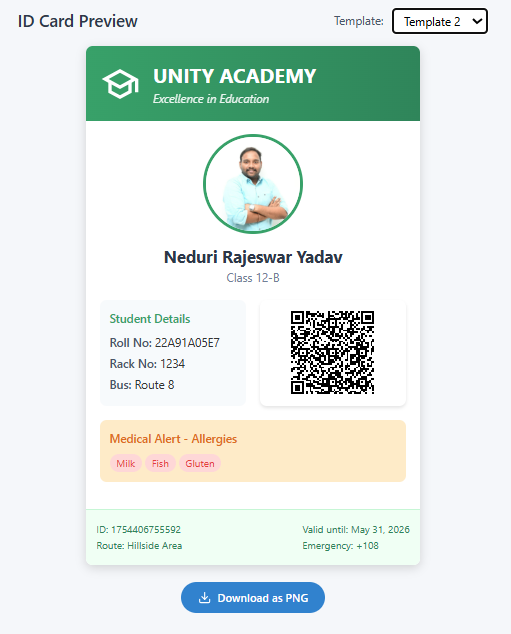 ID Card Preview
Template: Template 2
UNITY ACADEMY
Excellence in Education
Neduri Rajeswar Yadav
Class 12-B
Student Details
Roll No: 22A91A05E7
Rack No: 1234
Bus: Route 8
Medical Alert - Allergies
Milk Fish Gluten
ID: 1754406755592
Route: Hillside Area
Valid until: May 31, 2026
Emergency: +108
Download as PNG